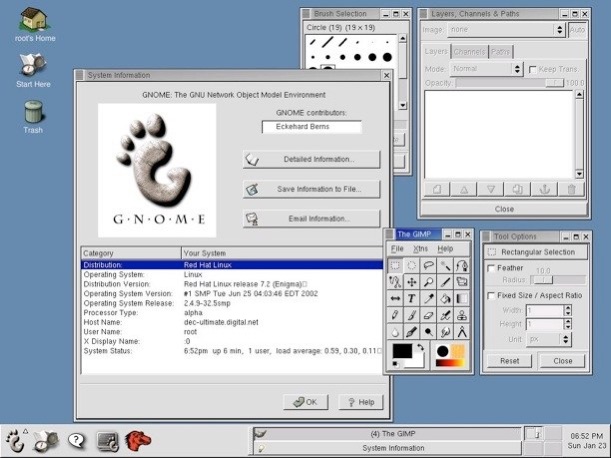 root's Home
Start Here
Trash
System Information
GNOME: The GNU Network Object Model Environment
GNOME contributors:
Eckehard Berns
Detailed Information...
Save Information to File...
Email Information...
G·N·O·M·E
Category Your System
Distribution: Red Hat Linux
Operating System: Linux
Distribution Version: Red Hat Linux release 7.2 (Enigma)
Operating System Version: #1 SMP Tue Jun 25 04:03:46 EDT 2002
Operating System Release: 2.4.9-32.5smp
Processor Type: alpha
Host Name: dec-ultimate.digital.net
User Name: root
X Display Name: :0
System Status: 6:52pm up 6 min, 1 user, load average: 0.59, 0.30, 0.11
OK
Help
Brush Selection
Circle (19) (19 x 19)
Layers, Channels & Paths
Image: none Auto
Layers Channels Paths
Mode: Normal Keep Trans.
Opacity: 100.0
Close
The GIMP
File Xtns Help
Tool Options
Rectangular Selection
Feather
Radius: 10.0
Fixed Size / Aspect Ratio
Width: 1
Height: 1
Unit: px
Reset Close
(4) The GIMP
System Information
06:52 PM
Sun Jan 23